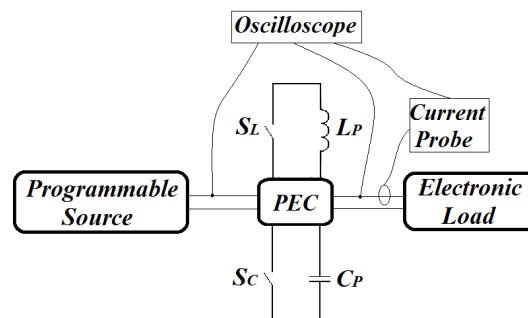 Oscilloscope
Current
Probe
SL
LP
Programmable
Source
PEC
Electronic
Load
SC
CP